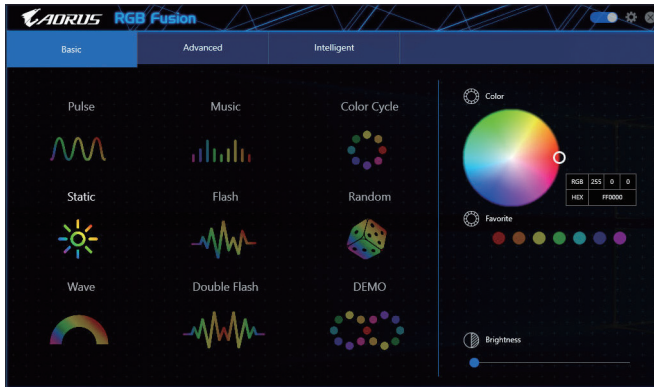 AORUS RGB Fusion
Basic Advanced Intelligent
Pulse Music Color Cycle
Static Flash Random
Wave Double Flash DEMO
Color
RGB 255 0 0
HEX FF0000
Favorite
Brightness